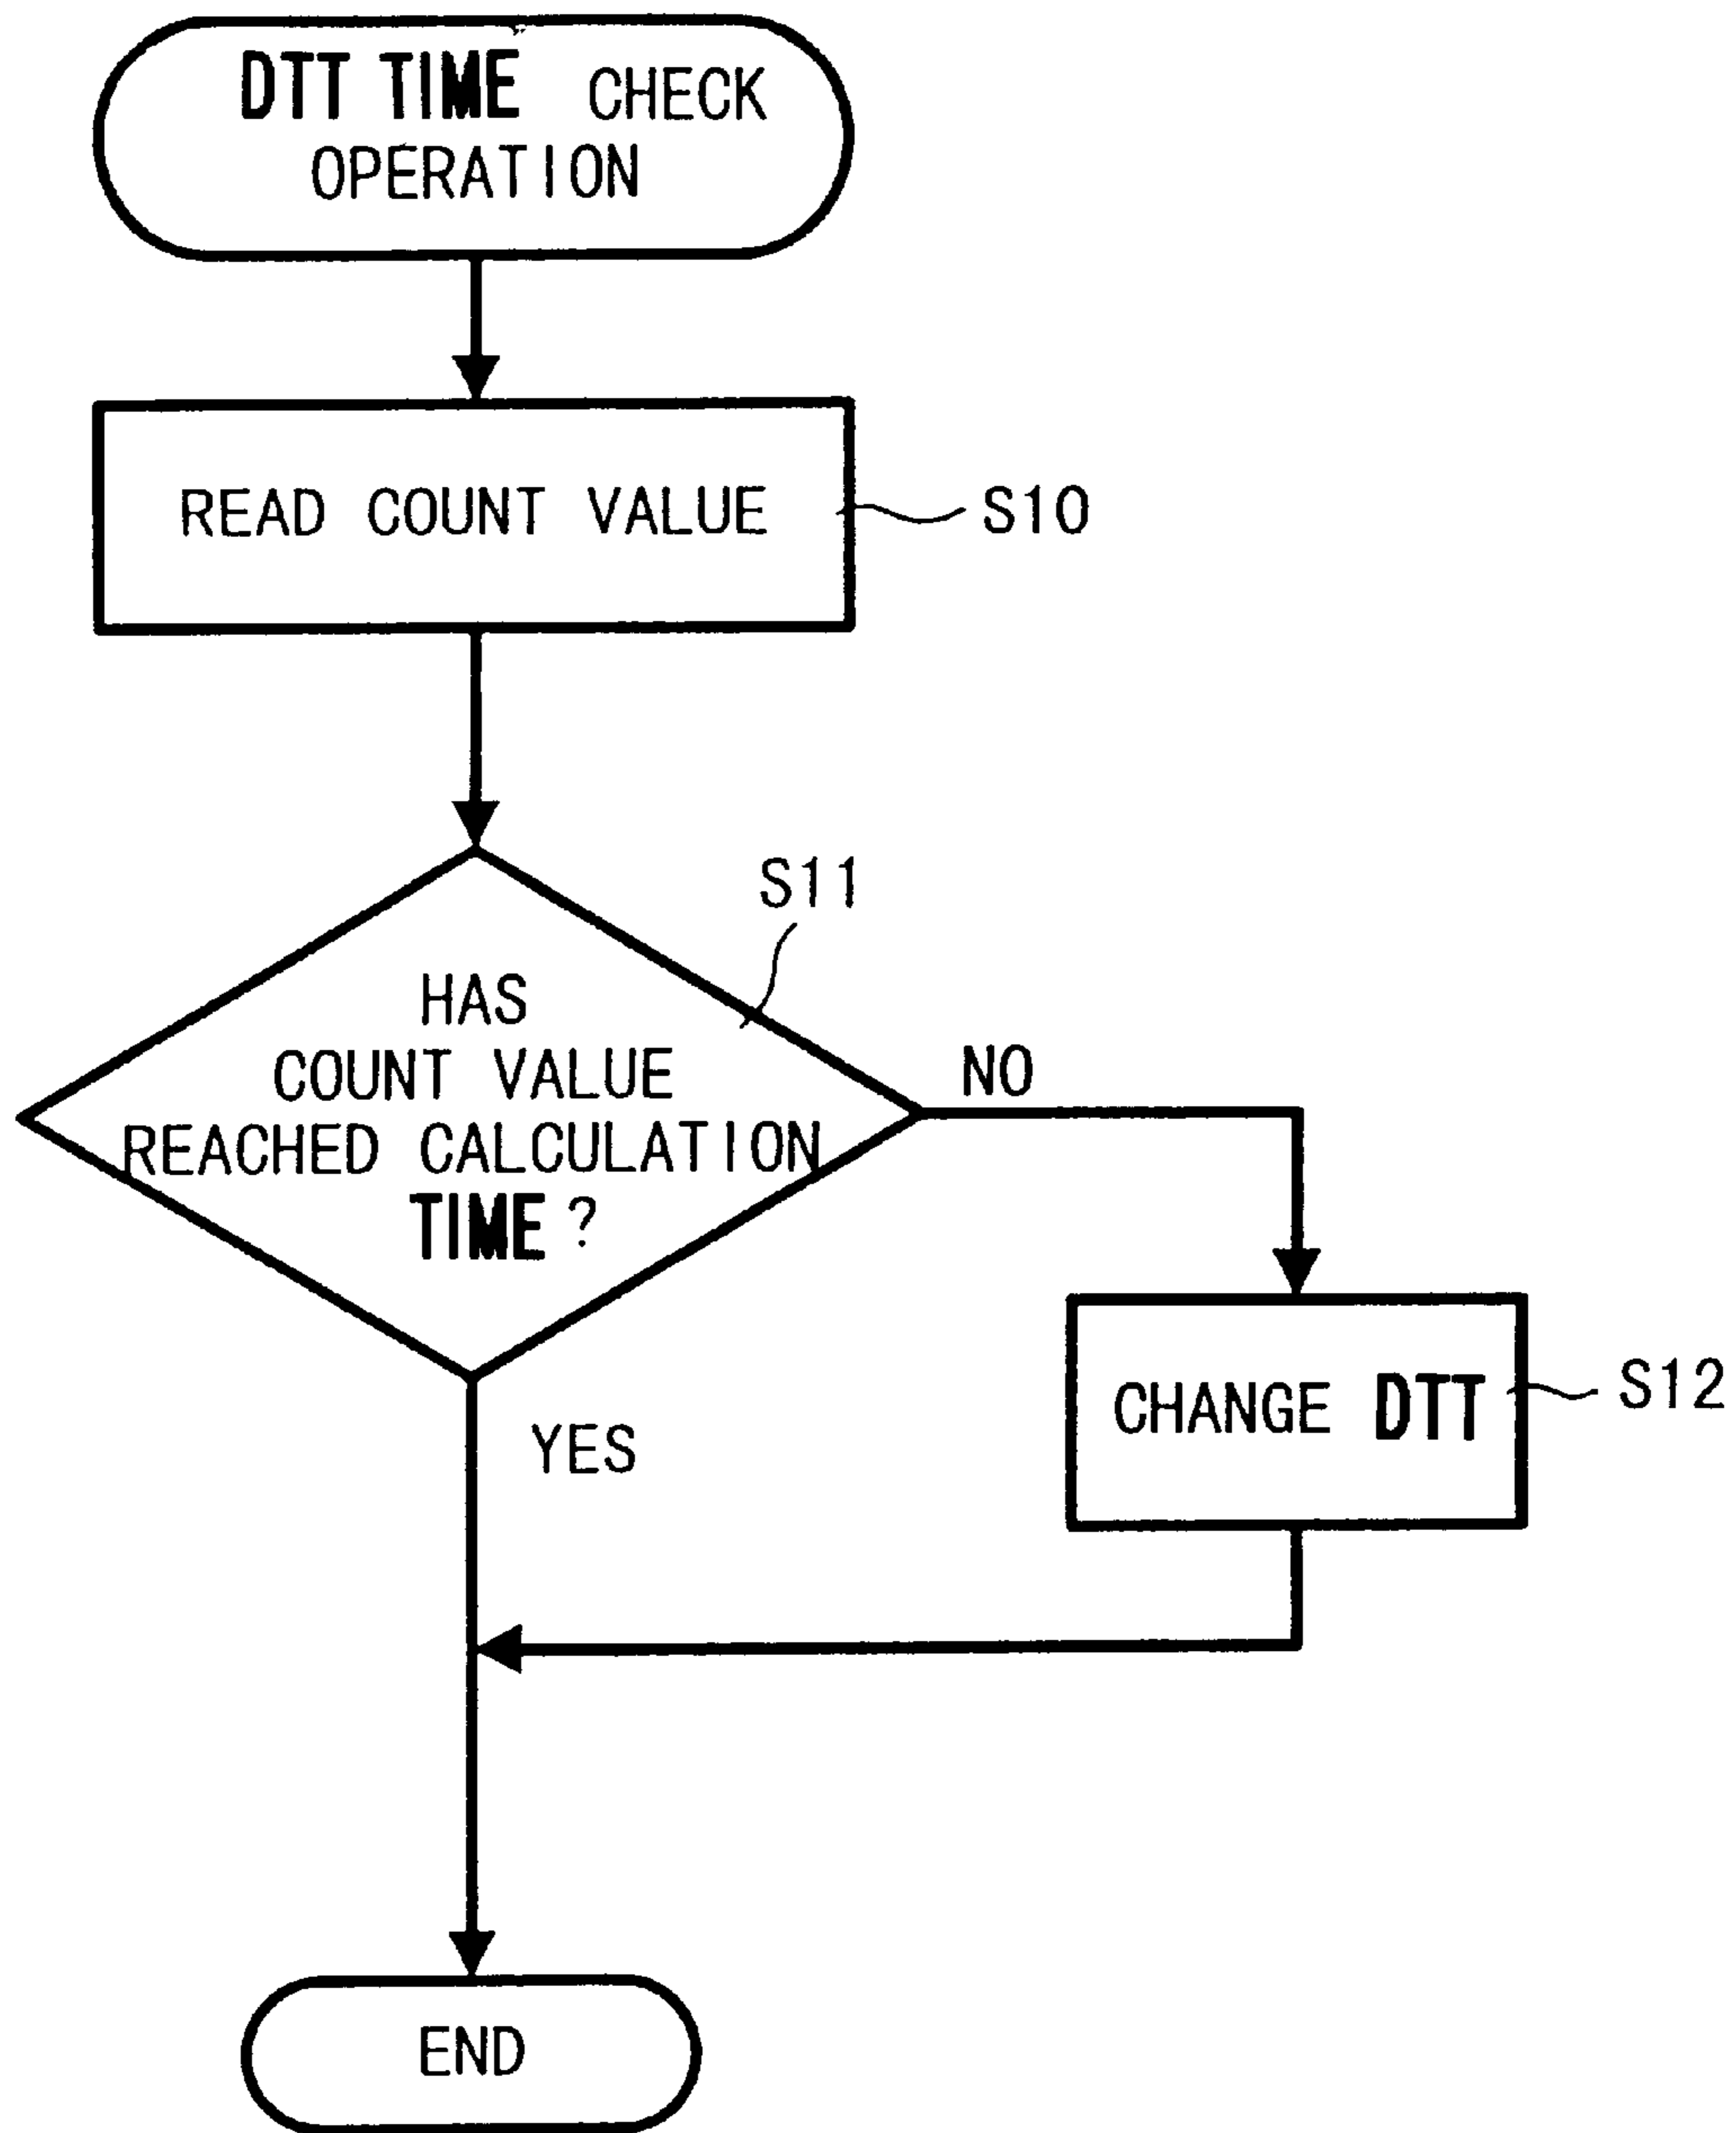 DTT TIME CHECK
OPERATION
READ COUNT VALUE
S10
S11
HAS
COUNT VALUE
REACHED CALCULATION
TIME ?
NO
YES
CHANGE DTT
S12
END